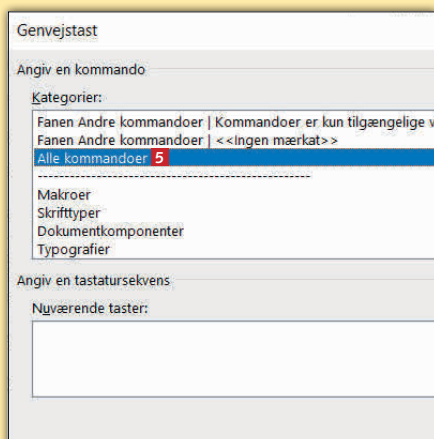 Genvejstast
Angiv en kommando
Kategorier:
Fanen Andre kommandoer | Kommandoer er kun tilgængelige
Fanen Andre kommandoer | <<Ingen mærkat>>
Alle kommandoer 5
----------------------------------------------
Makroer
Skrifttyper
Dokumentkomponenter
Typografier
Angiv en tastatursekvens
Nuværende taster: